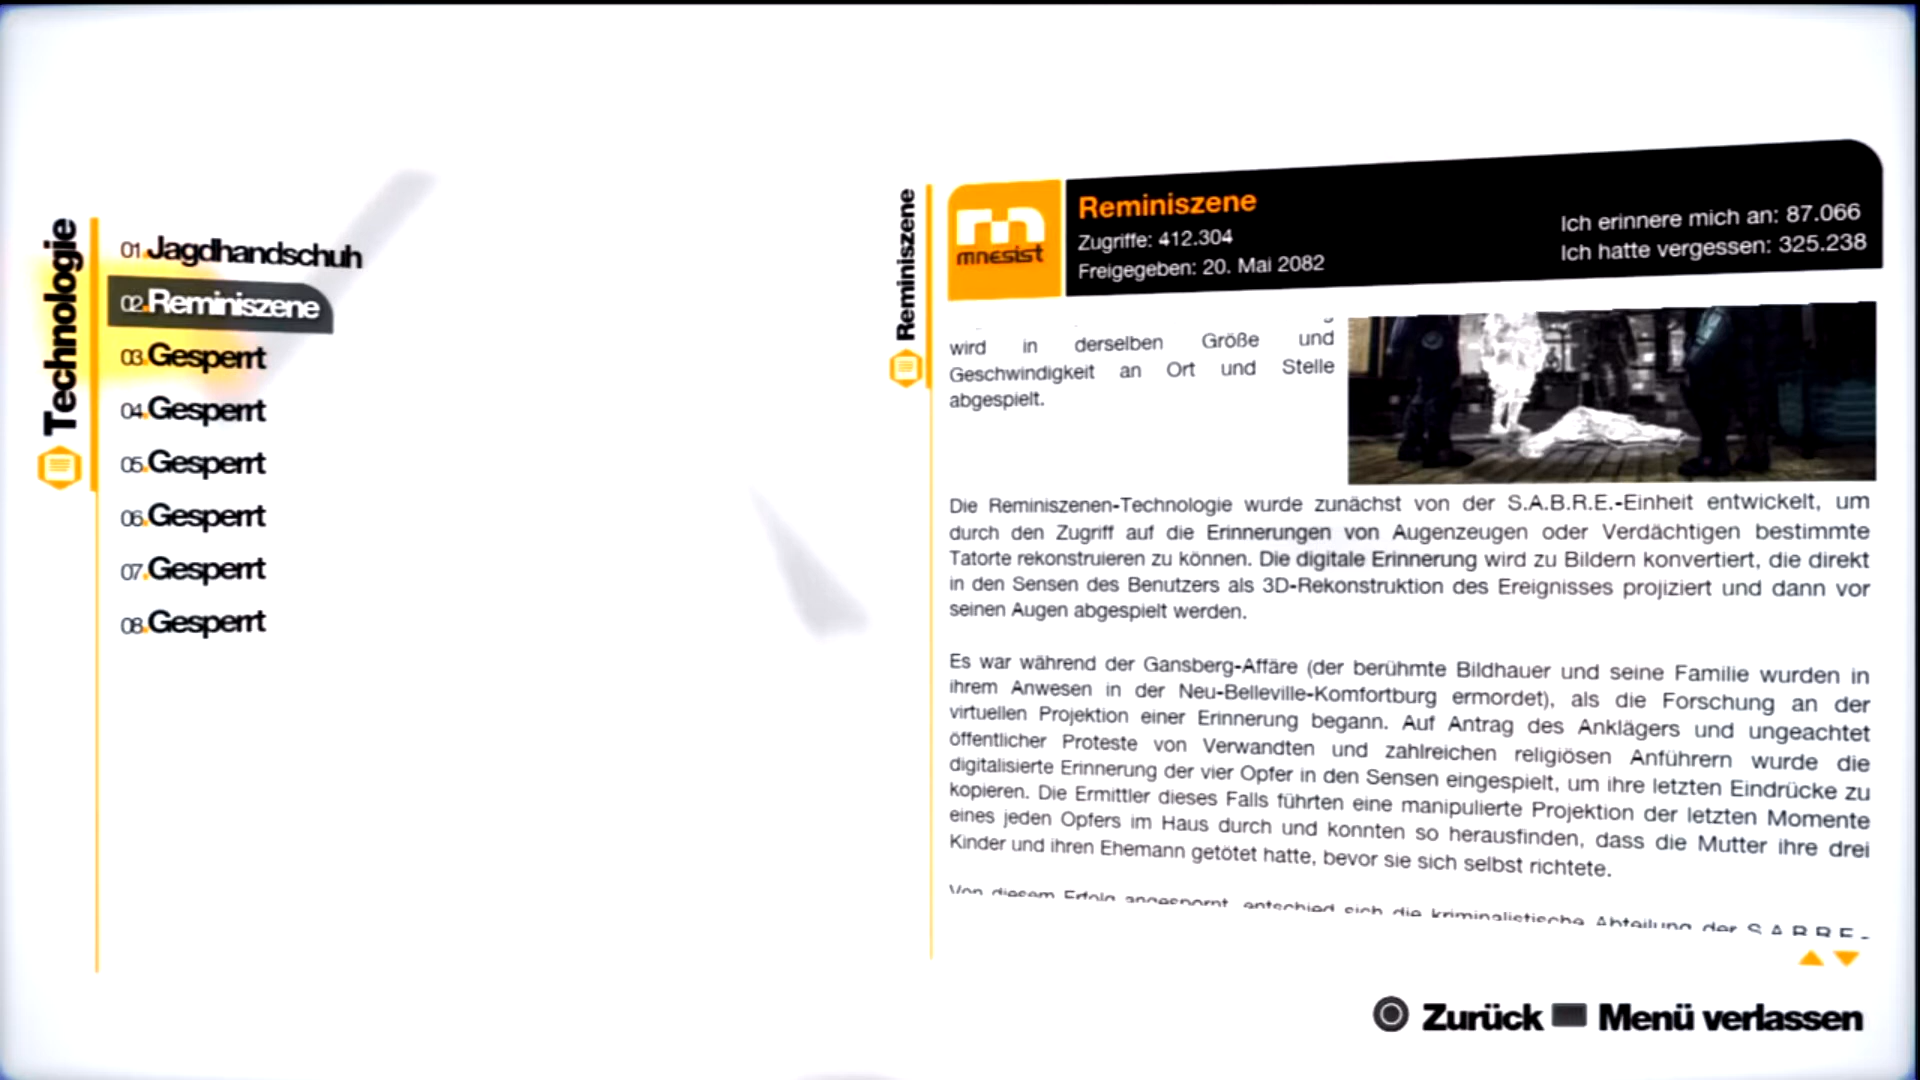 Technologie
01.Jagdhandschuh
02.Reminiszene
03.Gesperrt
04.Gesperrt
05.Gesperrt
06.Gesperrt
07.Gesperrt
08.Gesperrt
Reminiszene
mnesist
Reminiszene
Zugriffe: 412.304
Freigegeben: 20. Mai 2082
Ich erinnere mich an: 87.066
Ich hatte vergessen: 325.238
wird in derselben Größe und
Geschwindigkeit an Ort und Stelle
abgespielt.
Die Reminiszenen-Technologie wurde zunächst von der S.A.B.R.E.-Einheit entwickelt, um
durch den Zugriff auf die Erinnerungen von Augenzeugen oder Verdächtigen bestimmte
Tatorte rekonstruieren zu können. Die digitale Erinnerung wird zu Bildern konvertiert, die direkt
in den Sensen des Benutzers als 3D-Rekonstruktion des Ereignisses projiziert und dann vor
seinen Augen abgespielt werden.
Es war während der Gansberg-Affäre (der berühmte Bildhauer und seine Familie wurden in
ihrem Anwesen in der Neu-Belleville-Komfortburg ermordet), als die Forschung an der
virtuellen Projektion einer Erinnerung begann. Auf Antrag des Anklägers und ungeachtet
öffentlicher Proteste von Verwandten und zahlreichen religiösen Anführern wurde die
digitalisierte Erinnerung der vier Opfer in den Sensen eingespielt, um ihre letzten Eindrücke zu
kopieren. Die Ermittler dieses Falls führten eine manipulierte Projektion der letzten Momente
eines jeden Opfers im Haus durch und konnten so herausfinden, dass die Mutter ihre drei
Kinder und ihren Ehemann getötet hatte, bevor sie sich selbst richtete.
Von diesem Erfolg angespornt, entschied sich die kriminalistische Abteilung der S.A.B.R.E.-
Zurück Menü verlassen